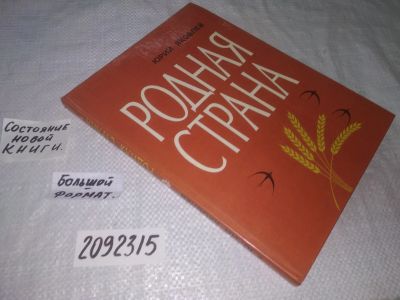 ЮРИЙ ЯКОВЛЕВ
РОДНАЯ
СТРАНА
Состояние
новой
книги.
Большой
формат.
2092315